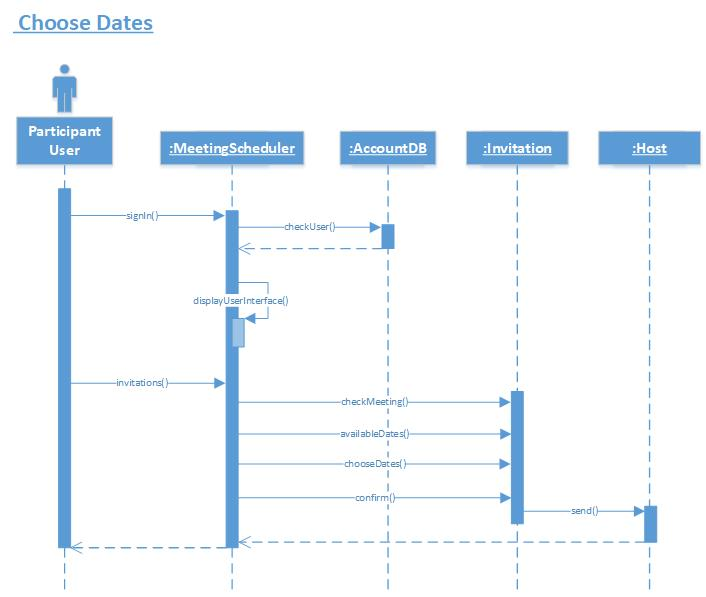 Choose Dates
Participant
User
:MeetingScheduler
:AccountDB
:Invitation
:Host
signIn()
checkUser()
displayUserInterface()
invitations()
checkMeeting()
availableDates()
chooseDates()
confirm()
send()